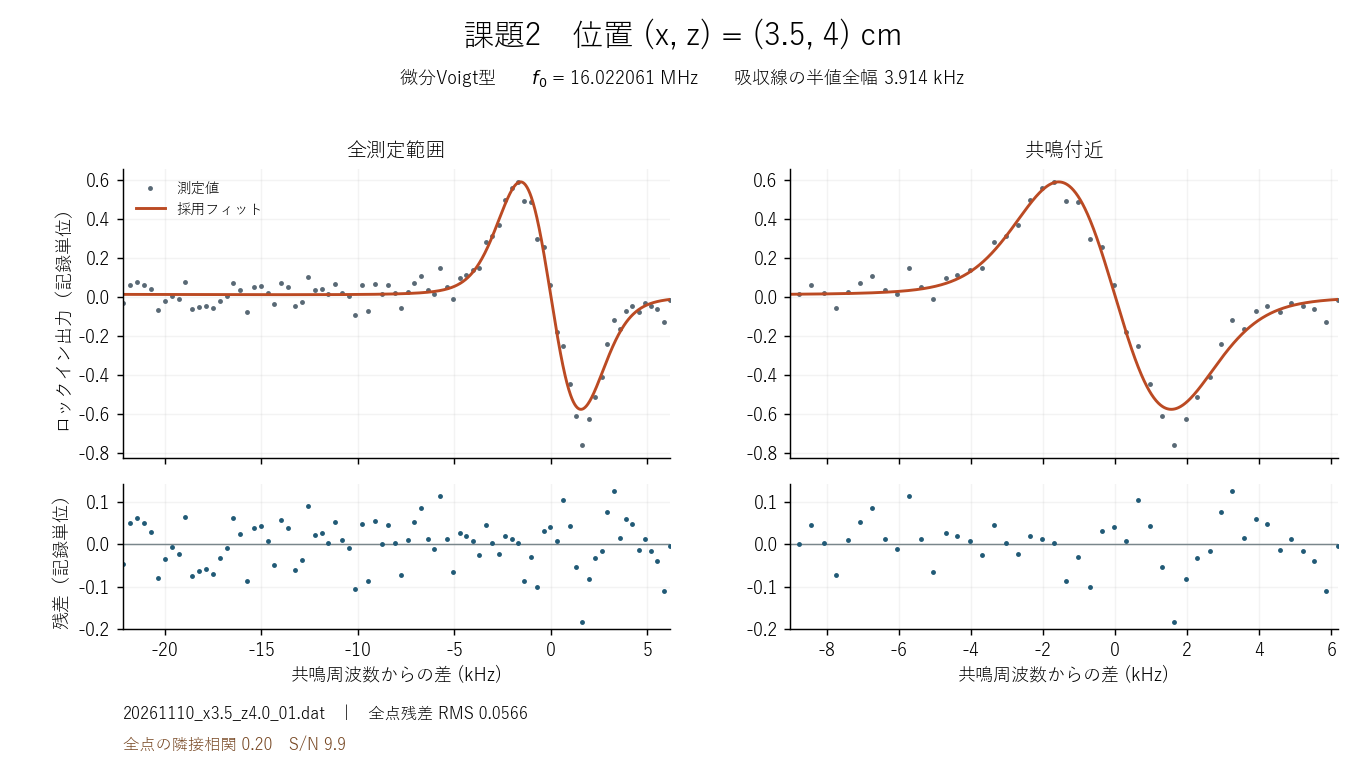 課題2　位置 (x, z) = (3.5, 4) cm
微分Voigt型　　f0 = 16.022061 MHz　　吸収線の半値全幅 3.914 kHz
全測定範囲
ロックイン出力（記録単位）
0.6
0.4
0.2
0.0
-0.2
-0.4
-0.6
-0.8
測定値
採用フィット
共鳴付近
0.6
0.4
0.2
0.0
-0.2
-0.4
-0.6
-0.8
残差（記録単位）
0.1
0.0
-0.1
-0.2
-20 -15 -10 -5 0 5
共鳴周波数からの差 (kHz)
0.1
0.0
-0.1
-0.2
-8 -6 -4 -2 0 2 4 6
共鳴周波数からの差 (kHz)
20261110_x3.5_z4.0_01.dat　|　全点残差 RMS 0.0566
全点の隣接相関 0.20　S/N 9.9